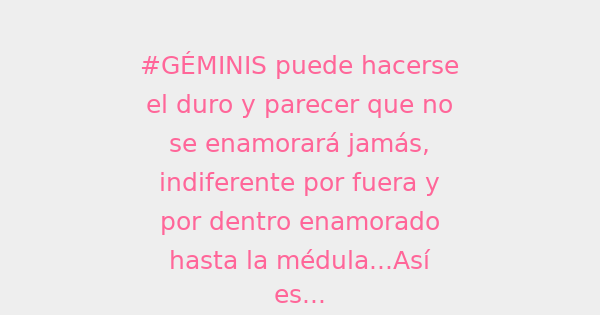 #GÉMINIS puede hacerse
el duro y parecer que no
se enamorará jamás,
indiferente por fuera y
por dentro enamorado
hasta la médula...Así
es...